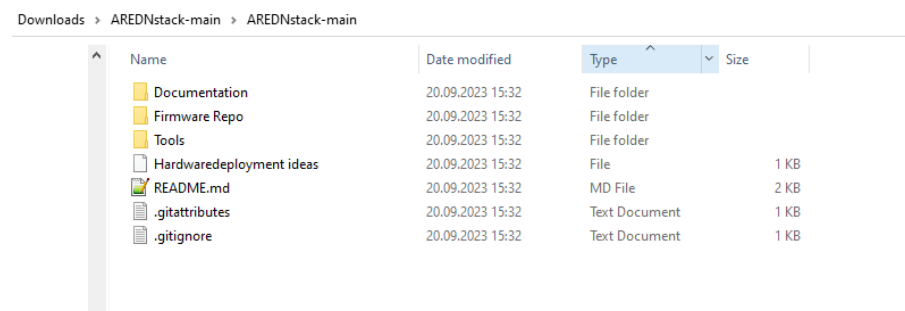 Downloads > AREDNstack-main > AREDNstack-main
Name Date modified Type Size
Documentation 20.09.2023 15:32 File folder
Firmware Repo 20.09.2023 15:32 File folder
Tools 20.09.2023 15:32 File folder
Hardwaredeployment ideas 20.09.2023 15:32 File 1 KB
README.md 20.09.2023 15:32 MD File 2 KB
.gitattributes 20.09.2023 15:32 Text Document 1 KB
.gitignore 20.09.2023 15:32 Text Document 1 KB